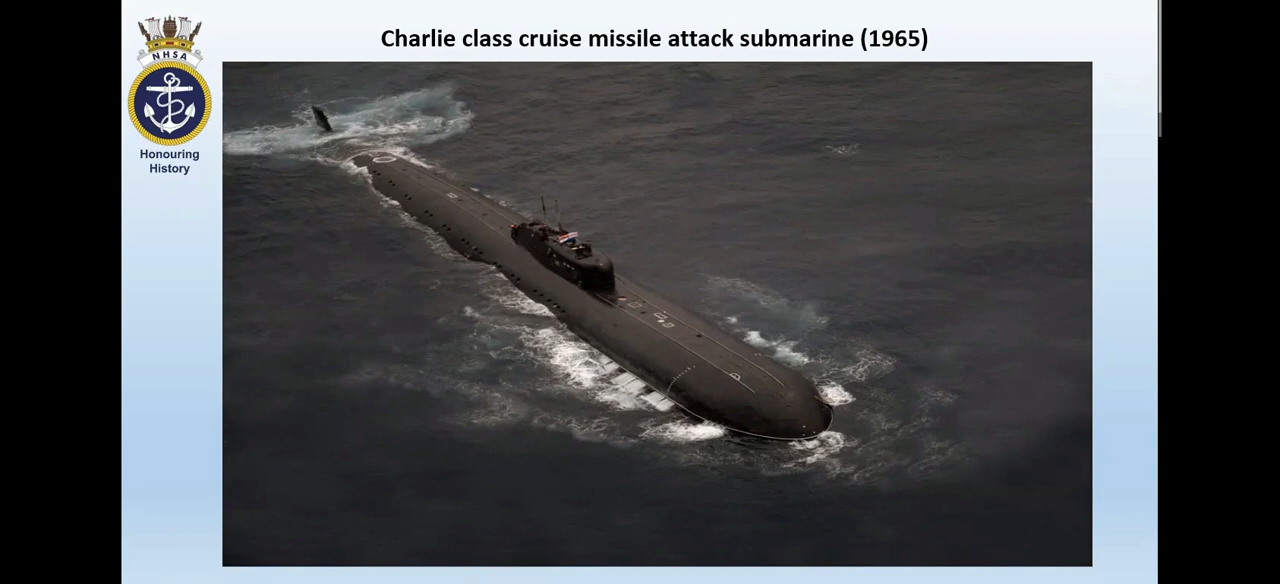 Charlie class cruise missile attack submarine (1965)
NHSA
Honouring
History